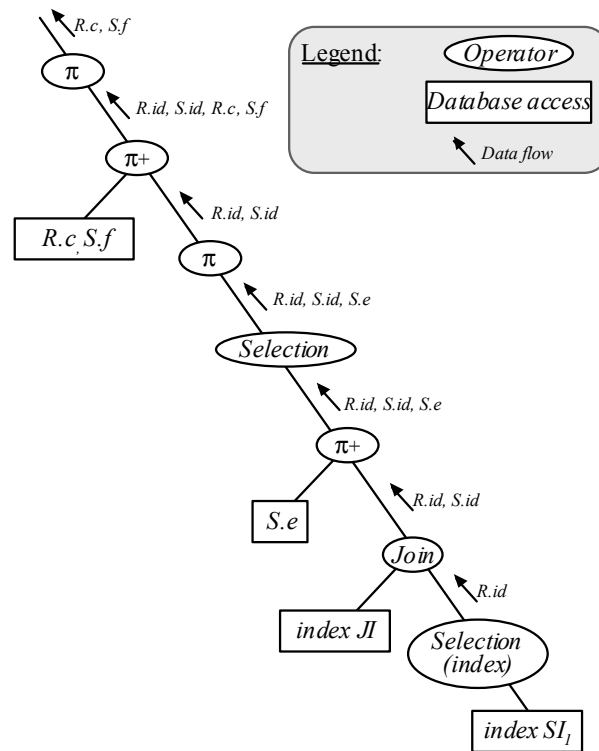 R.c, S.f
π
Legend:
Operator
Database access
Data flow
R.id, S.id, R.c, S.f
π+
R.c, S.f
R.id, S.id
π
R.id, S.id, S.e
Selection
R.id, S.id, S.e
π+
S.e
R.id, S.id
Join
R.id
index JI
Selection
(index)
index SI₁